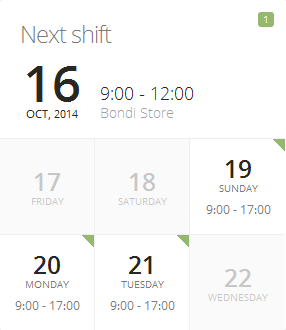 Next shift
1
16
OCT, 2014
9:00 - 12:00
Bondi Store
17
FRIDAY
18
SATURDAY
19
SUNDAY
9:00 - 17:00
20
MONDAY
9:00 - 17:00
21
TUESDAY
9:00 - 17:00
22
WEDNESDAY